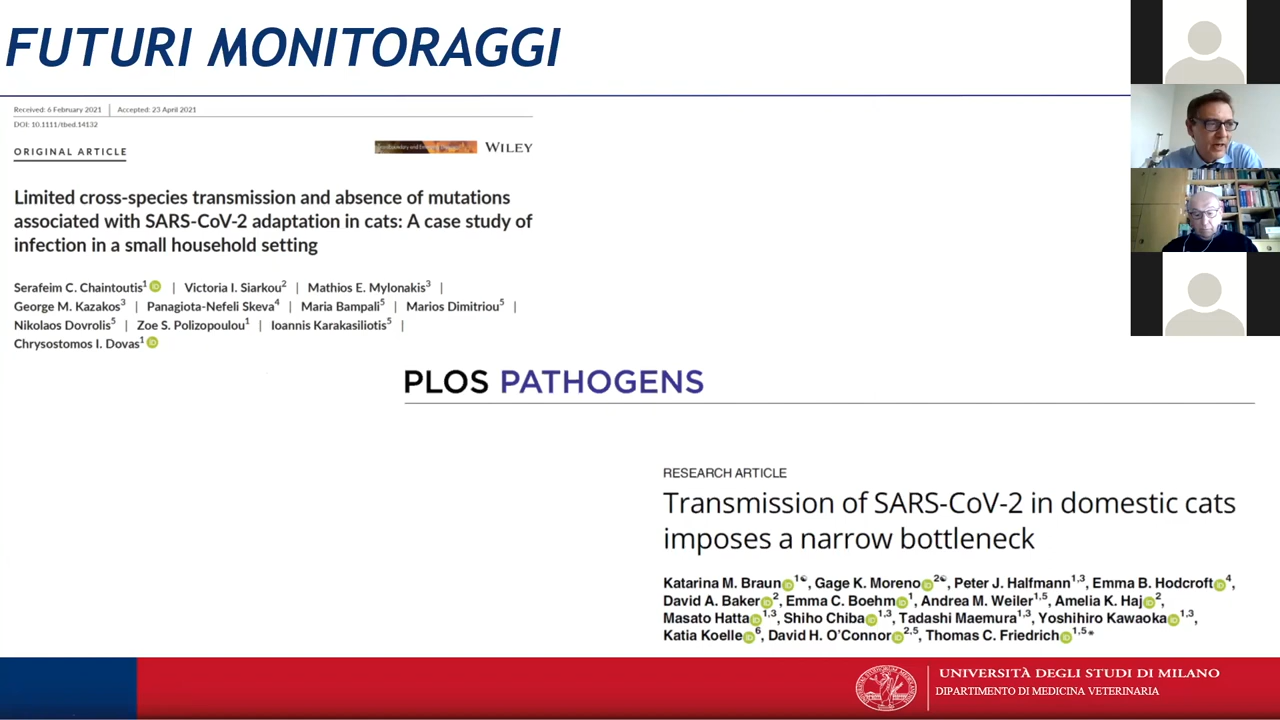 FUTURI MONITORAGGI
Received: 6 February 2021 | Accepted: 23 April 2021
DOI: 10.1111/tbed.14132
ORIGINAL ARTICLE
WILEY
Limited cross-species transmission and absence of mutations
associated with SARS-CoV-2 adaptation in cats: A case study of
infection in a small household setting
Serafeim C. Chaintoutis1 | Victoria I. Siarkou2 | Mathios E. Mylonakis3 |
George M. Kazakos3 | Panagiota-Nefeli Skeva4 | Maria Bampali5 | Marios Dimitriou5 |
Nikolaos Dovrolis5 | Zoe S. Polizopoulou1 | Ioannis Karakasiliotis5 |
Chrysostomos I. Dovas1
PLOS PATHOGENS
RESEARCH ARTICLE
Transmission of SARS-CoV-2 in domestic cats
imposes a narrow bottleneck
Katarina M. Braun1, Gage K. Moreno2, Peter J. Halfmann1,3, Emma B. Hodcroft4,
David A. Baker2, Emma C. Boehm1, Andrea M. Weiler1,5, Amelia K. Haj2,
Masato Hatta1,3, Shiho Chiba1,3, Tadashi Maemura1,3, Yoshihiro Kawaoka1,3,
Katia Koelle6, David H. O'Connor2,5, Thomas C. Friedrich1,5*
UNIVERSITÀ DEGLI STUDI DI MILANO
DIPARTIMENTO DI MEDICINA VETERINARIA